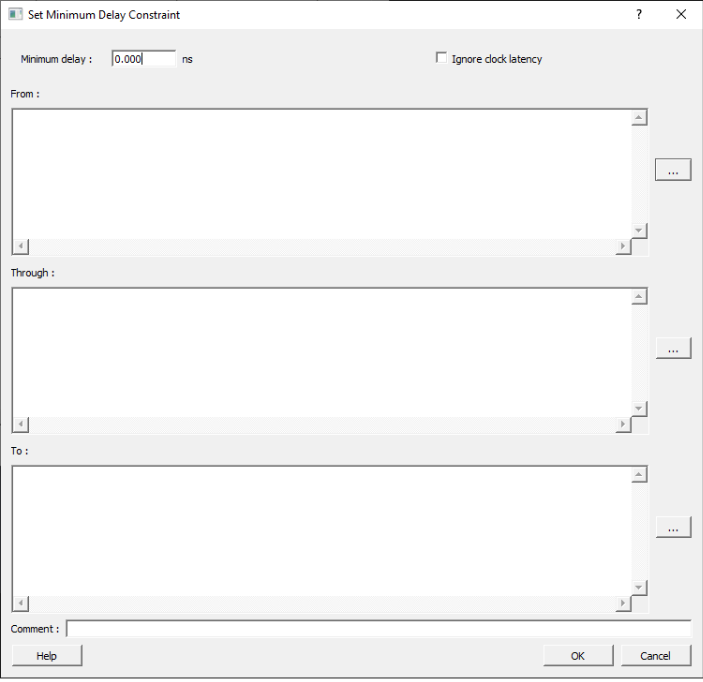 Set Minimum Delay Constraint ?
Minimum delay : 0.000 ns Ignore clock latency
From :
...
Through :
...
To :
...
Comment :
Help OK Cancel